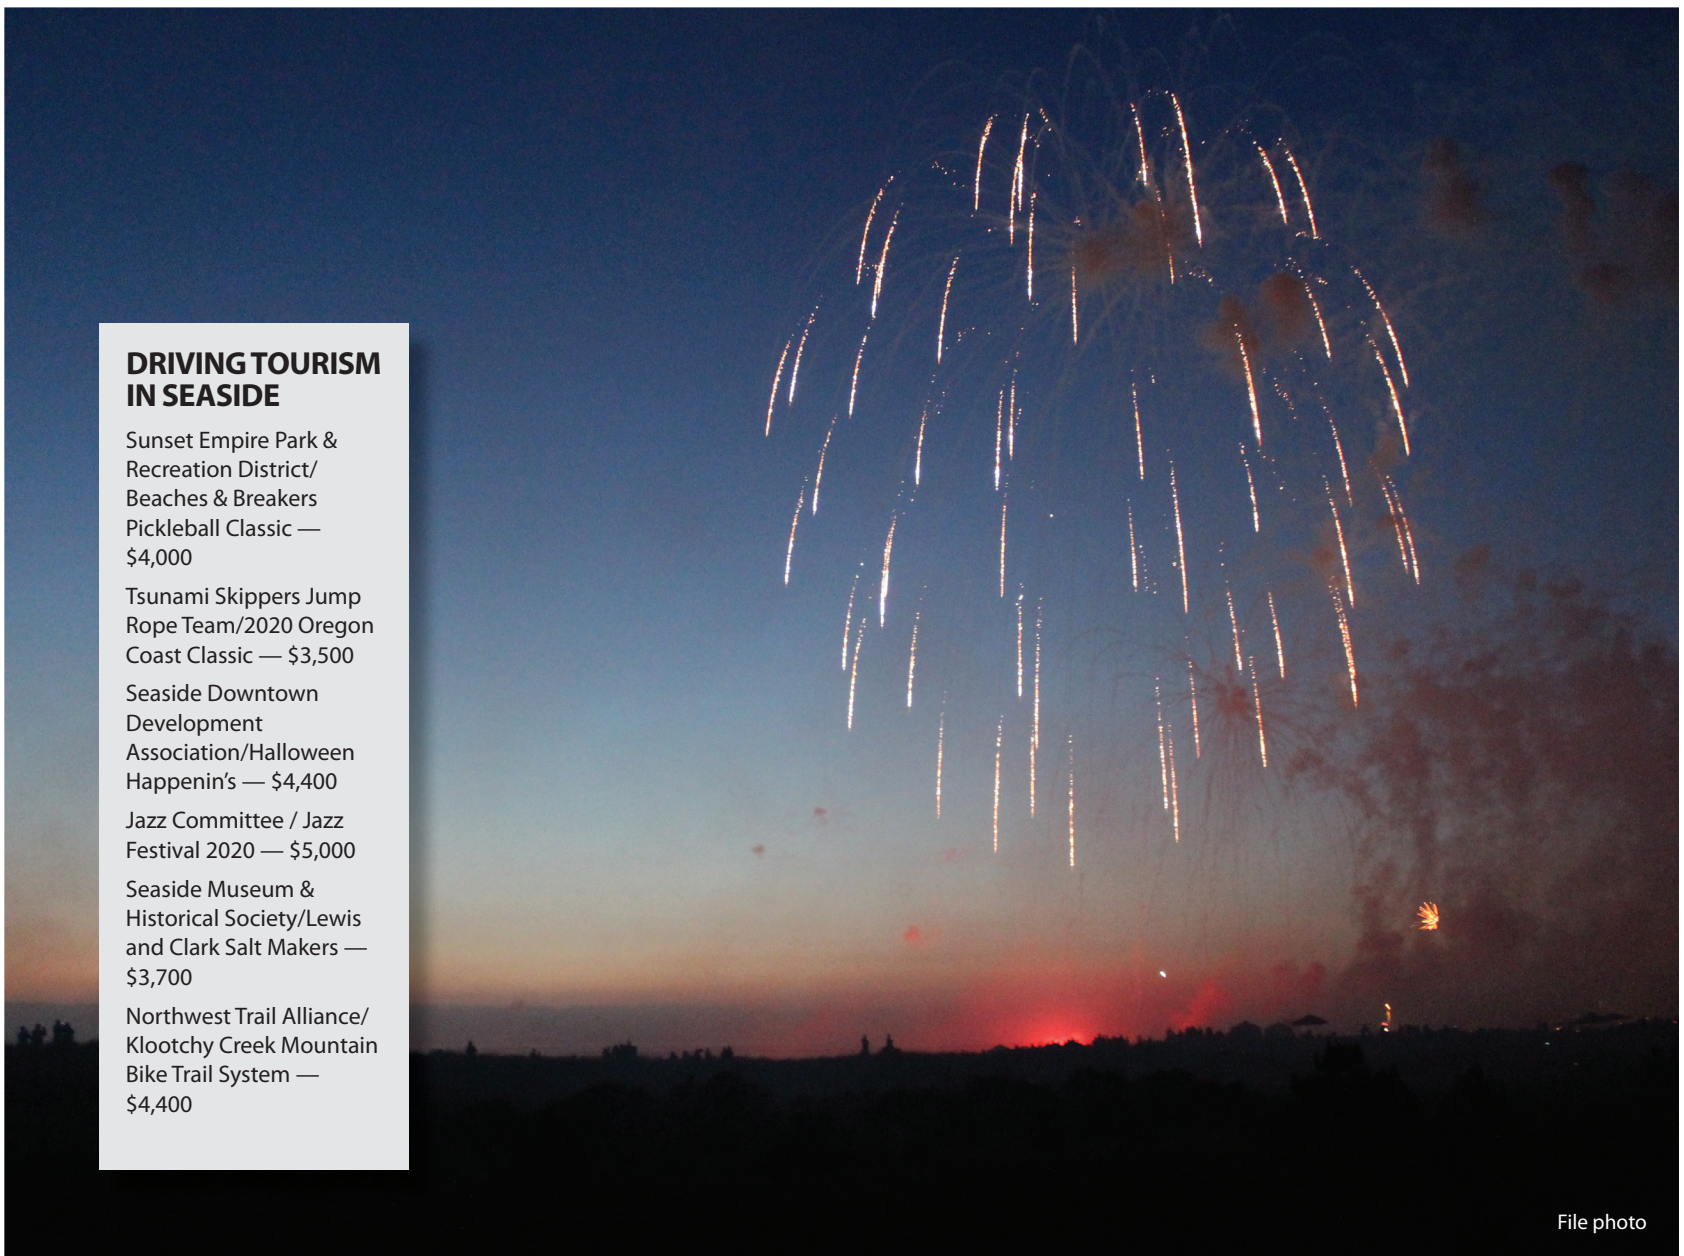 DRIVING TOURISM
IN SEASIDE
Sunset Empire Park &
Recreation District/
Beaches & Breakers
Pickleball Classic —
$4,000
Tsunami Skippers Jump
Rope Team/2020 Oregon
Coast Classic — $3,500
Seaside Downtown
Development
Association/Halloween
Happenin’s — $4,400
Jazz Committee / Jazz
Festival 2020 — $5,000
Seaside Museum &
Historical Society/Lewis
and Clark Salt Makers —
$3,700
Northwest Trail Alliance/
Klootchy Creek Mountain
Bike Trail System —
$4,400
File photo